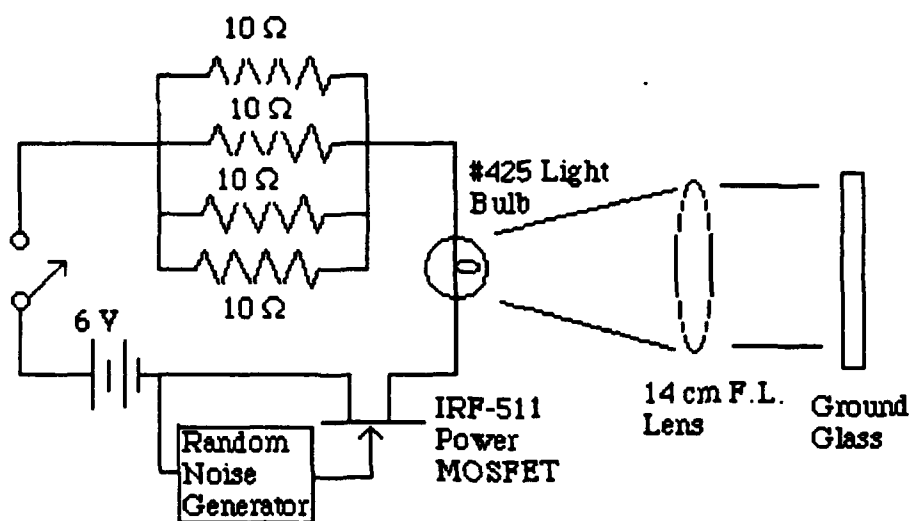 10 Ω
10 Ω
10 Ω
10 Ω
#425 Light
Bulb
6 V
IRF-511
Power
MOSFET
Random
Noise
Generator
14 cm F.L.
Lens
Ground
Glass